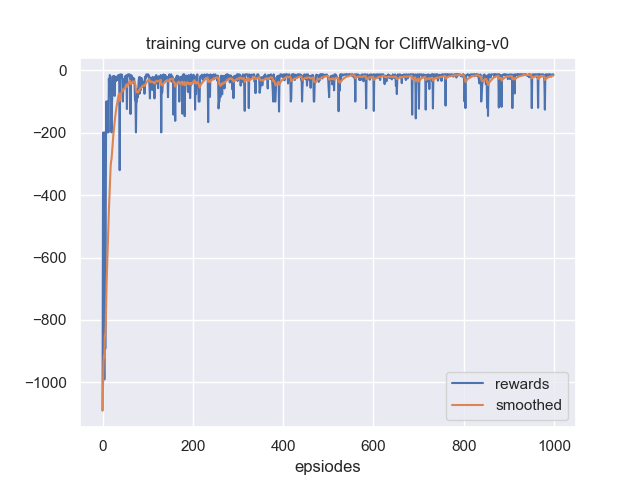 training curve on cuda of DQN for CliffWalking-v0
0
−200
−400
−600
−800
−1000
rewards
smoothed
0 200 400 600 800 1000
epsiodes